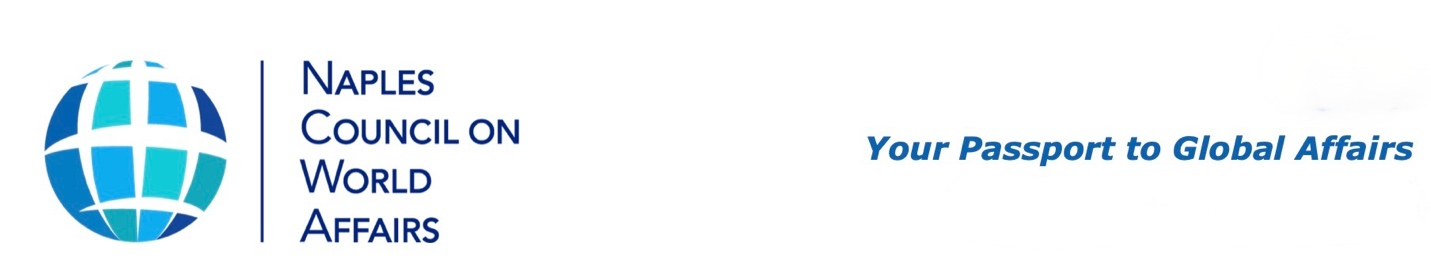 NAPLES
COUNCIL ON
WORLD
AFFAIRS
Your Passport to Global Affairs